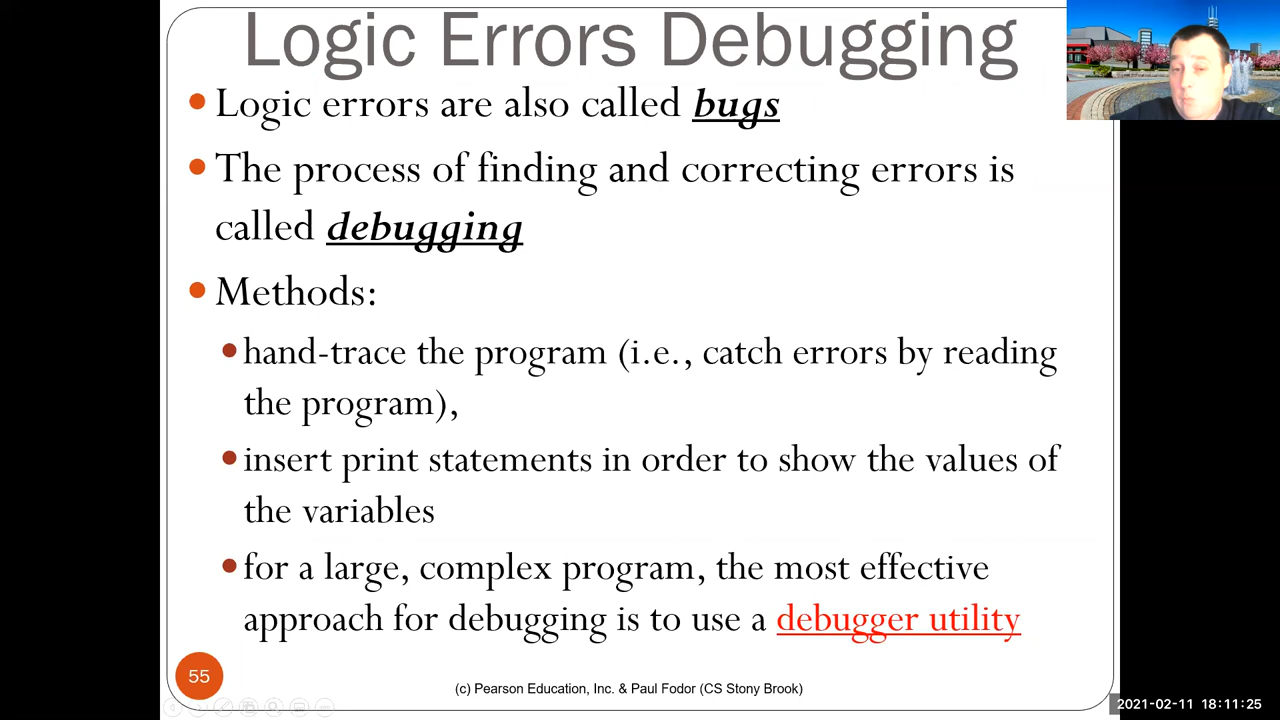 Logic Errors Debugging
• Logic errors are also called bugs
• The process of finding and correcting errors is
called debugging
• Methods:
• hand-trace the program (i.e., catch errors by reading
the program),
• insert print statements in order to show the values of
the variables
• for a large, complex program, the most effective
approach for debugging is to use a debugger utility
55
(c) Pearson Education, Inc. & Paul Fodor (CS Stony Brook)
2021-02-11 18:11:25